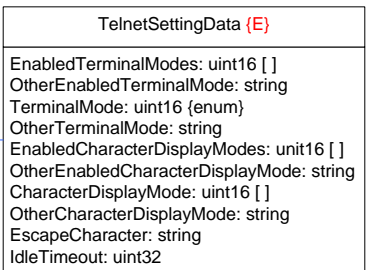 TelnetSettingData {E}
EnabledTerminalModes: uint16 [ ]
OtherEnabledTerminalMode: string
TerminalMode: uint16 {enum}
OtherTerminalMode: string
EnabledCharacterDisplayModes: unit16 [ ]
OtherEnabledCharacterDisplayMode: string
CharacterDisplayMode: uint16 [ ]
OtherCharacterDisplayMode: string
EscapeCharacter: string
IdleTimeout: uint32